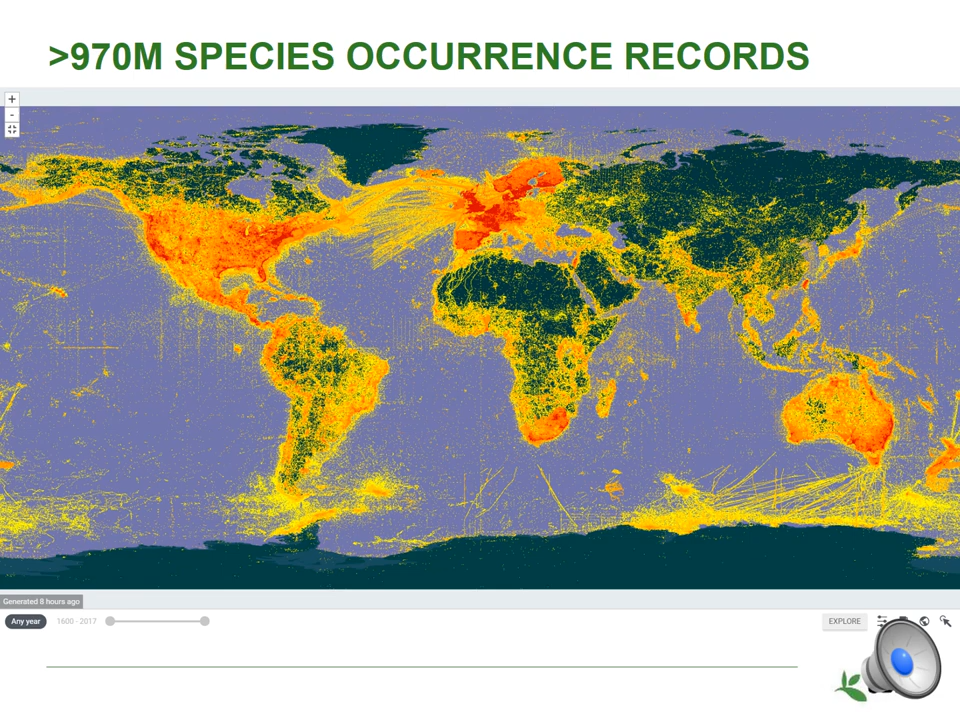 >970M SPECIES OCCURRENCE RECORDS
+
-
Generated 8 hours ago
Any year 1600 - 2017 EXPLORE